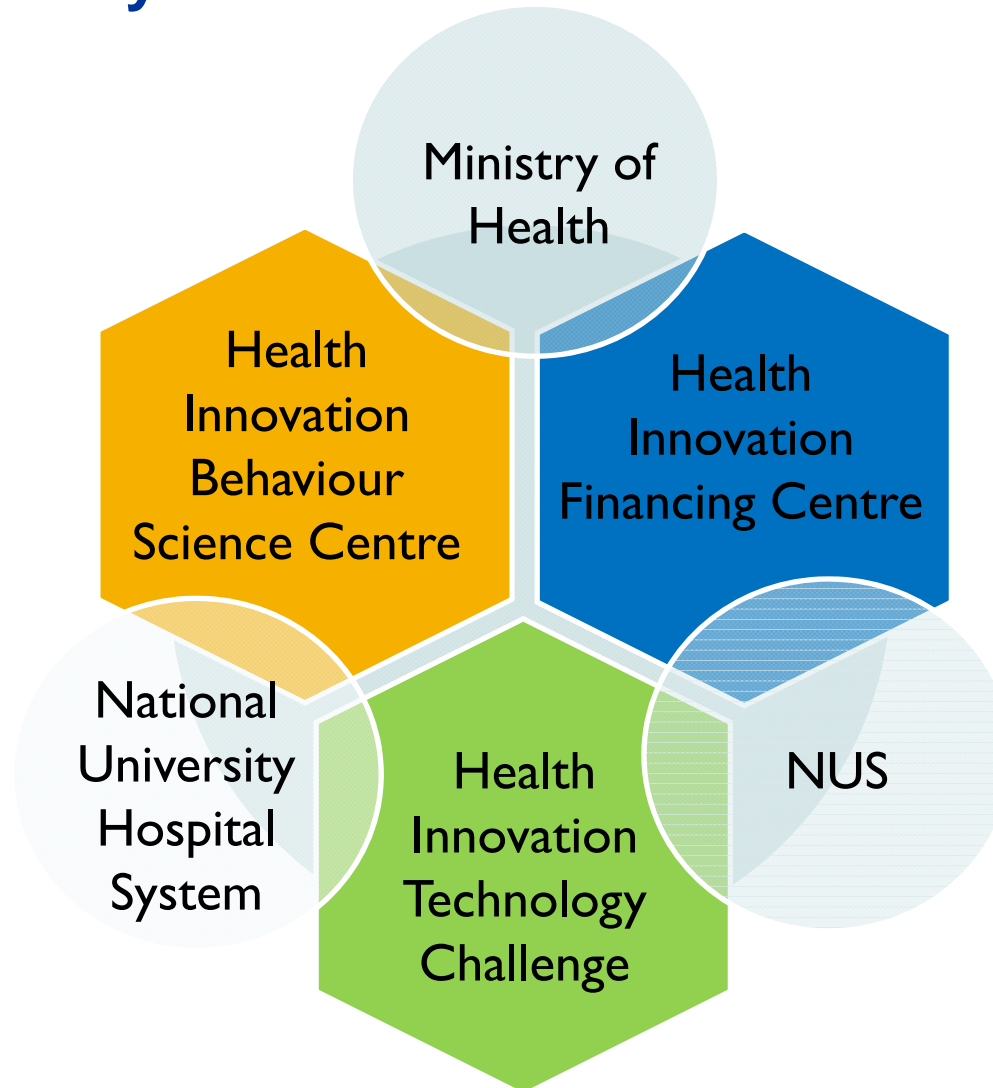 Ministry of
Health
Health
Innovation
Behaviour
Science Centre
Health
Innovation
Financing Centre
National
University
Hospital
System
Health
Innovation
Technology
Challenge
NUS